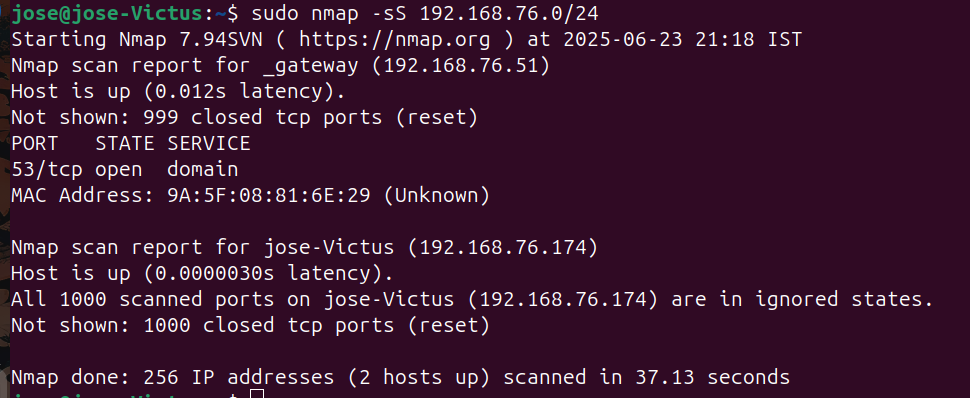 jose@jose-Victus:~$ sudo nmap -sS 192.168.76.0/24
Starting Nmap 7.94SVN ( https://nmap.org ) at 2025-06-23 21:18 IST
Nmap scan report for _gateway (192.168.76.51)
Host is up (0.012s latency).
Not shown: 999 closed tcp ports (reset)
PORT   STATE SERVICE
53/tcp open  domain
MAC Address: 9A:5F:08:81:6E:29 (Unknown)

Nmap scan report for jose-Victus (192.168.76.174)
Host is up (0.0000030s latency).
All 1000 scanned ports on jose-Victus (192.168.76.174) are in ignored states.
Not shown: 1000 closed tcp ports (reset)

Nmap done: 256 IP addresses (2 hosts up) scanned in 37.13 seconds